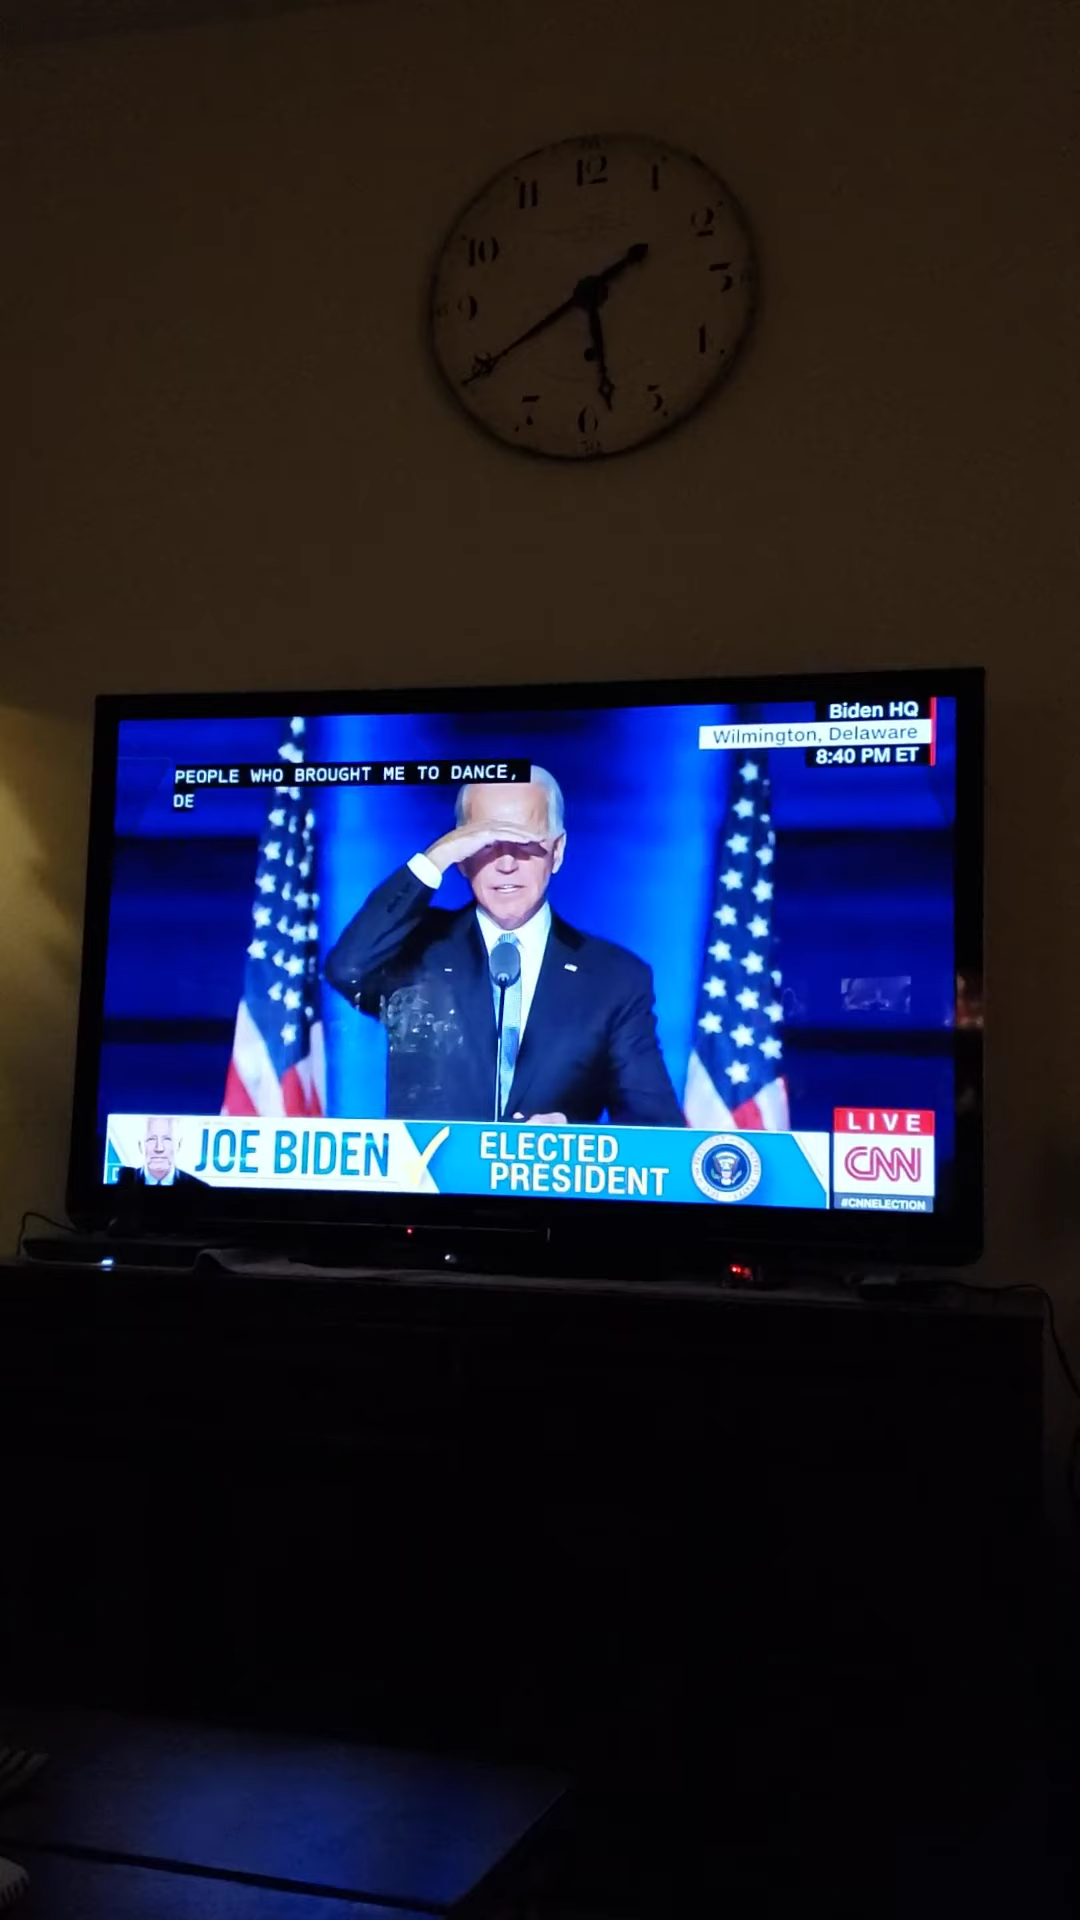 12
1
2
3
5
6
7
8
9
10
11
Biden HQ
Wilmington, Delaware
8:40 PM ET
PEOPLE WHO BROUGHT ME TO DANCE,
DE
JOE BIDEN
ELECTED
PRESIDENT
LIVE
CNN
#CNNELECTION